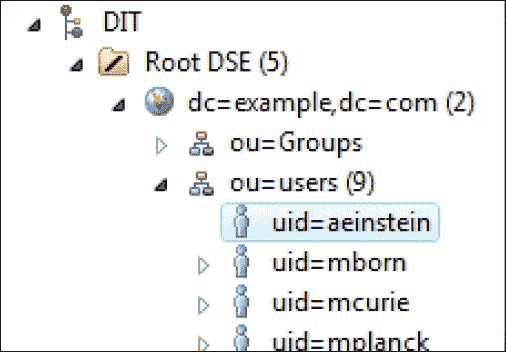 DIT
Root DSE (5)
dc=example,dc=com (2)
ou=Groups
ou=users (9)
uid=aeinstein
uid=mborn
uid=mcurie
uid=mplanck